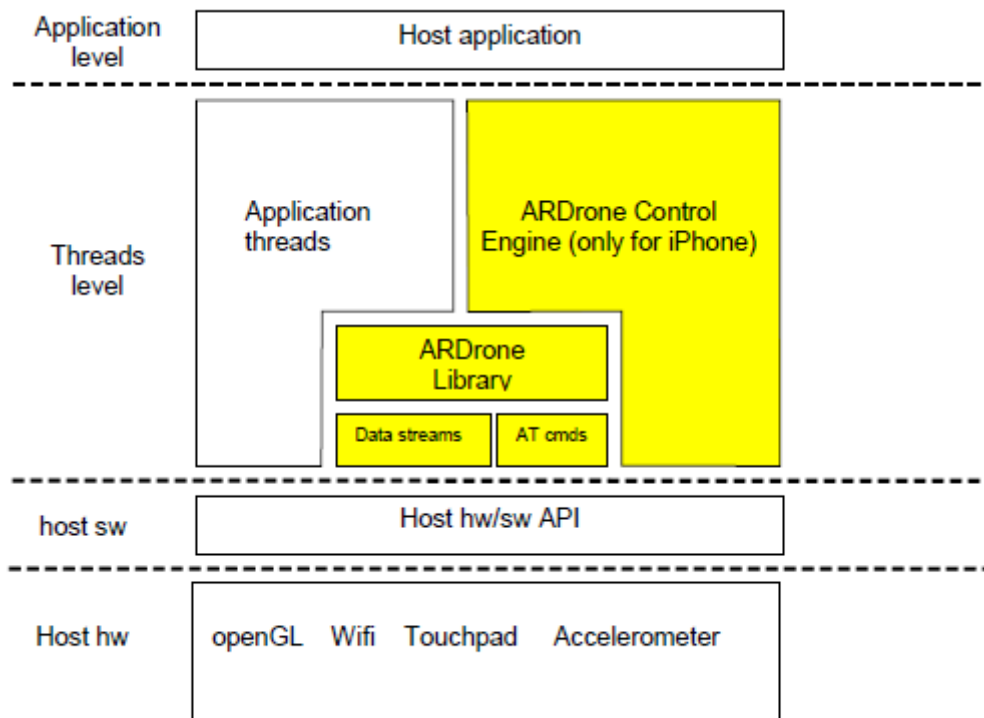 Application
level
Host application
Threads
level
Application
threads
ARDrone Control
Engine (only for iPhone)
ARDrone
Library
Data streams
AT cmds
host sw
Host hw/sw API
Host hw
openGL Wifi Touchpad Accelerometer